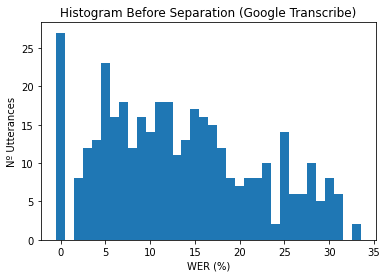 Histogram Before Separation (Google Transcribe)
25
20
15
10
5
0
Nº Utterances
0 5 10 15 20 25 30 35
WER (%)